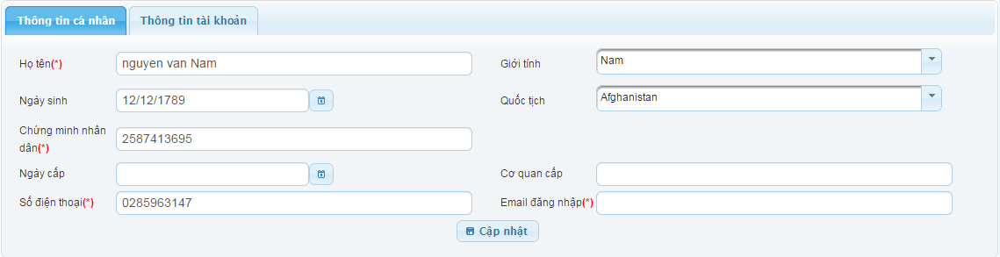 Thông tin cá nhân Thông tin tài khoản
Họ tên(*) nguyen van Nam Giới tính Nam
Ngày sinh 12/12/1789 Quốc tịch Afghanistan
Chứng minh nhân
dân(*) 2587413695
Ngày cấp Cơ quan cấp
Số điện thoại(*) 0285963147 Email đăng nhập(*)
Cập nhật